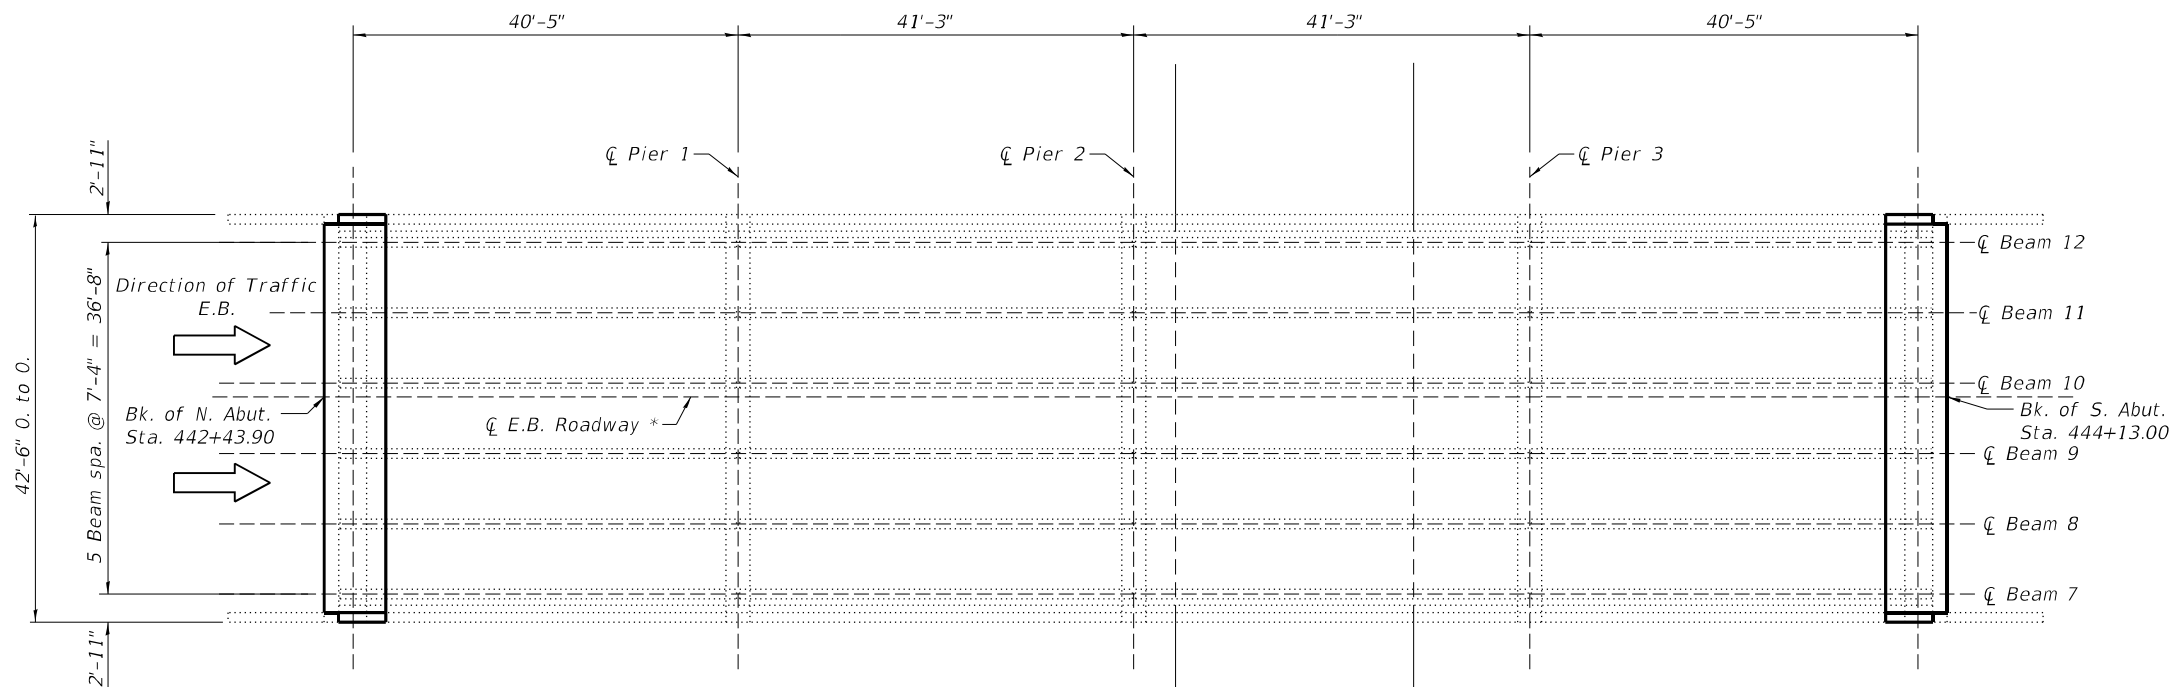 40'-5"
41'-3"
41'-3"
40'-5"
℄ Pier 1
℄ Pier 2
℄ Pier 3
2'-11"
42'-6" O. to O.
5 Beam spa. @ 7'-4" = 36'-8"
2'-11"
Direction of Traffic
E.B.
Bk. of N. Abut.
Sta. 442+43.90
℄ E.B. Roadway *
℄ Beam 12
℄ Beam 11
℄ Beam 10
Bk. of S. Abut.
Sta. 444+13.00
℄ Beam 9
℄ Beam 8
℄ Beam 7